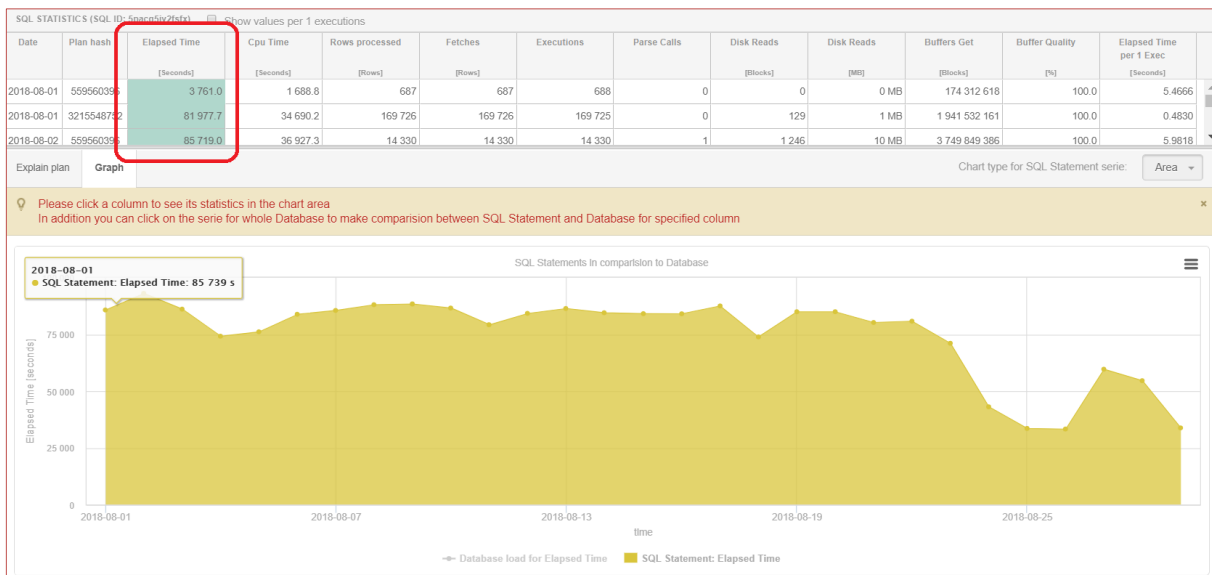 SQL STATISTICS (SQL ID: 5pacq5jy2fsfx) Show values per 1 executions
Date Plan hash Elapsed Time Cpu Time Rows processed Fetches Executions Parse Calls Disk Reads Disk Reads Buffers Get Buffer Quality Elapsed Time
per 1 Exec
[Seconds] [Seconds] [Rows] [Rows] [Blocks] [MB] [Blocks] [%] [Seconds]
2018-08-01 559560396 3 761.0 1 688.8 687 687 688 0 0 0 MB 174 312 618 100.0 5.4666
2018-08-01 3215548752 81 977.7 34 690.2 169 726 169 726 169 725 0 129 1 MB 1 941 532 161 100.0 0.4830
2018-08-02 559560396 85 719.0 36 927.3 14 330 14 330 14 330 1 1 246 10 MB 3 749 849 386 100.0 5.9818
Explain plan Graph Chart type for SQL Statement serie: Area
Please click a column to see its statistics in the chart area
In addition you can click on the serie for whole Database to make comparision between SQL Statement and Database for specified column
SQL Statements in comparision to Database
2018-08-01
SQL Statement: Elapsed Time: 85 739 s
75 000
50 000
25 000
0
Elapsed Time [seconds]
2018-08-01 2018-08-07 2018-08-13 2018-08-19 2018-08-25
time
Database load for Elapsed Time SQL Statement: Elapsed Time